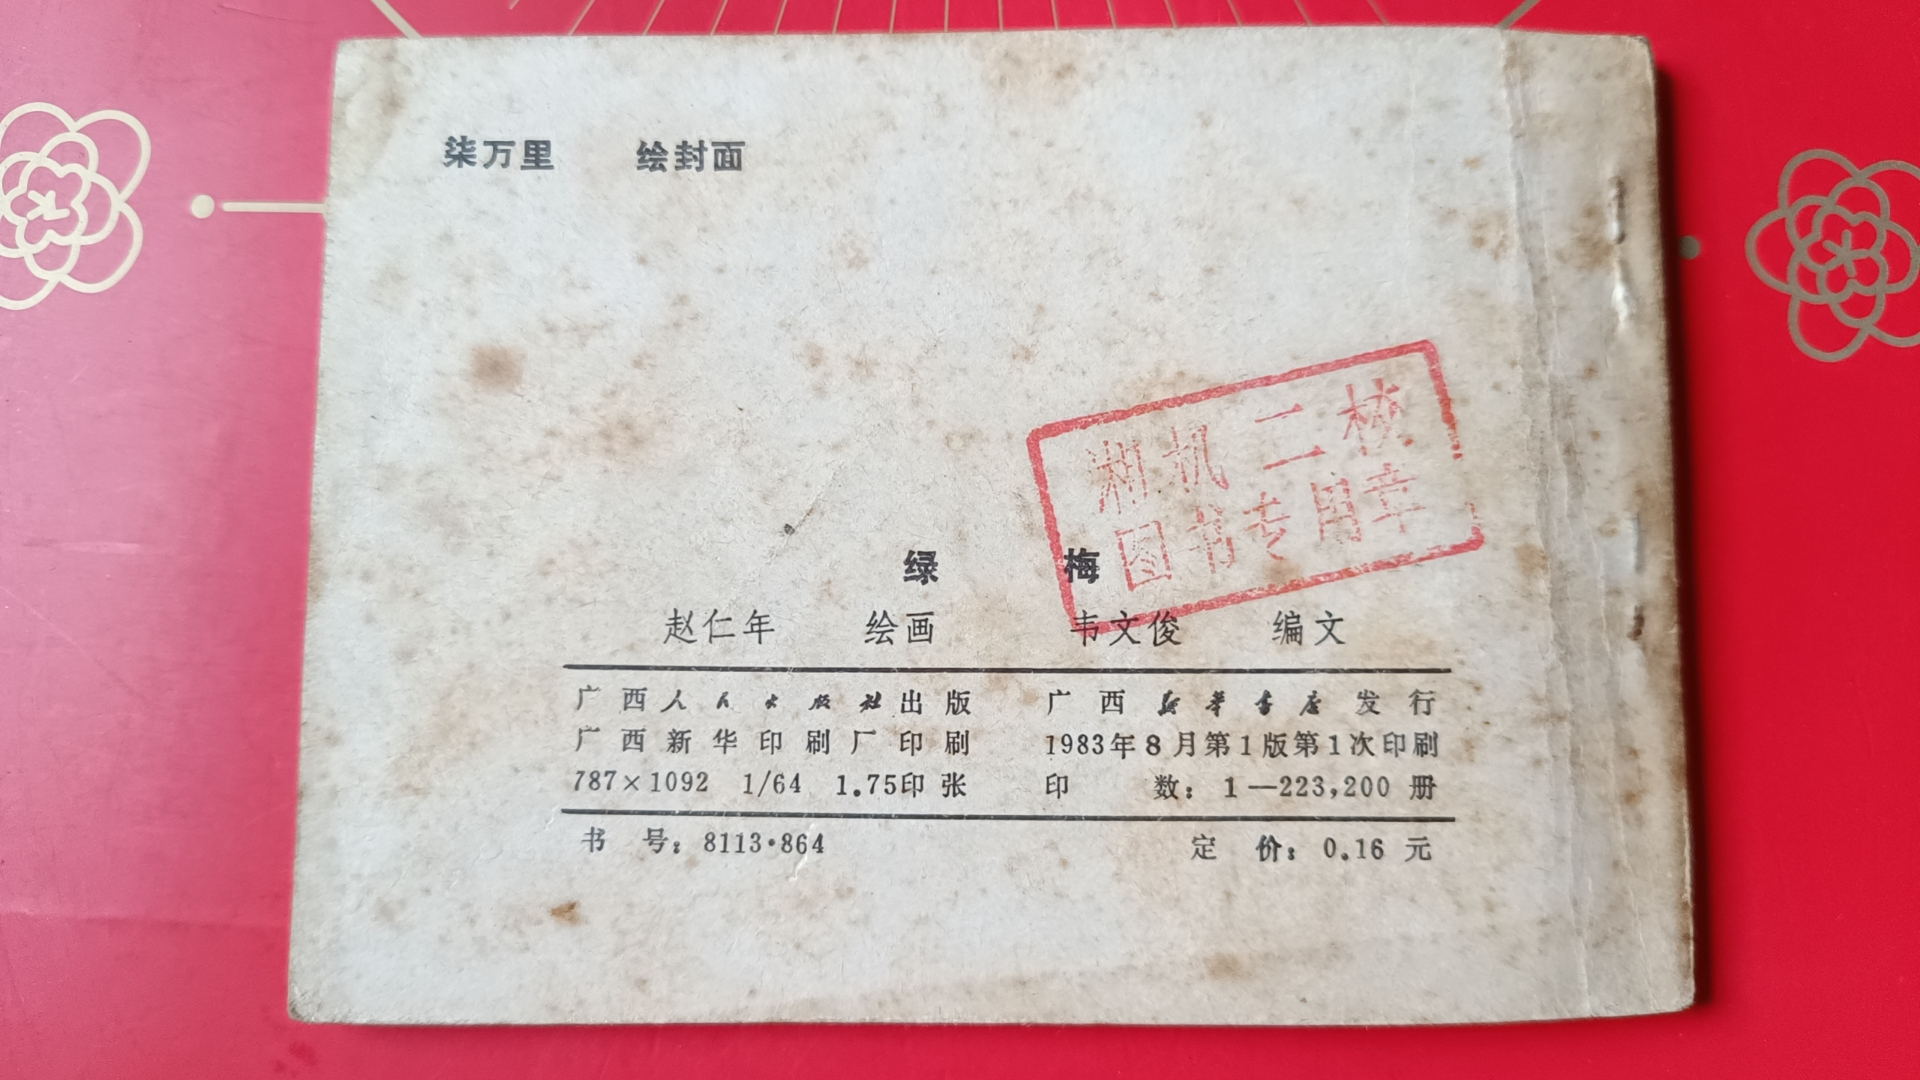 柒万里 绘封面
湘机二校
图书专用章
绿 梅
赵仁年 绘画 韦文俊 编文
广西人民出版社出版 广西新华书店发行
广西新华印刷厂印刷 1983年8月第1版第1次印刷
787×1092 1/64 1.75印张 印 数：1—223,200 册
书 号：8113·864 定 价：0.16 元